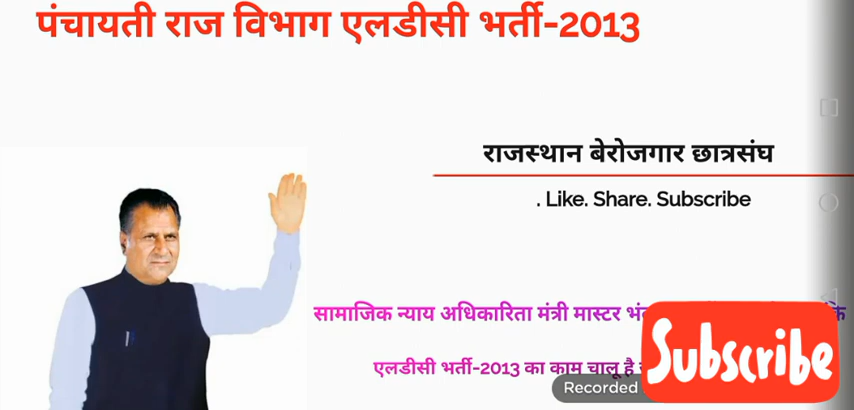 पंचायती राज विभाग एलडीसी भर्ती-2013
राजस्थान बेरोजगार छात्रसंघ
. Like. Share. Subscribe
सामाजिक न्याय अधिकारिता मंत्री मास्टर
एलडीसी भर्ती-2013 का काम चालू है
Subscribe
Recorded